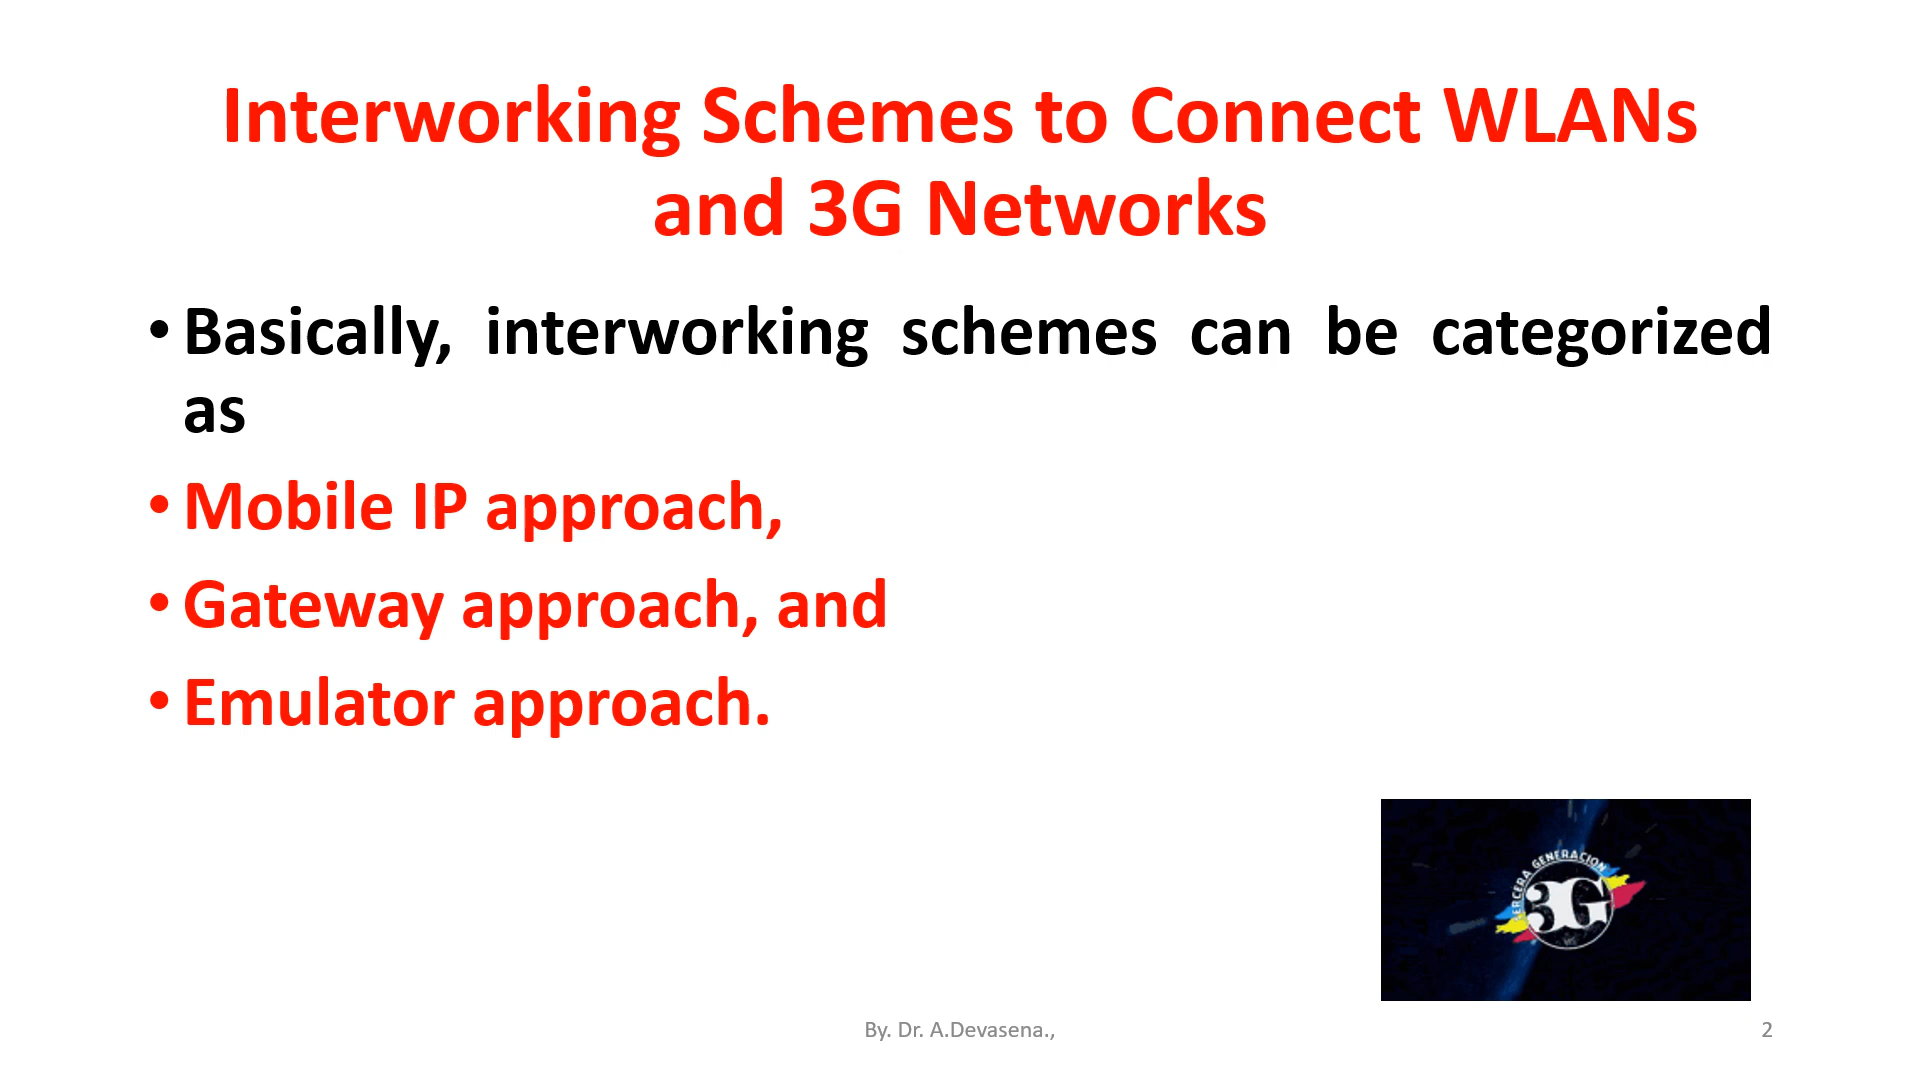 Interworking Schemes to Connect WLANs
and 3G Networks
• Basically, interworking schemes can be categorized
as
• Mobile IP approach,
• Gateway approach, and
• Emulator approach.
GENERACION
3G
By. Dr. A.Devasena.,
2